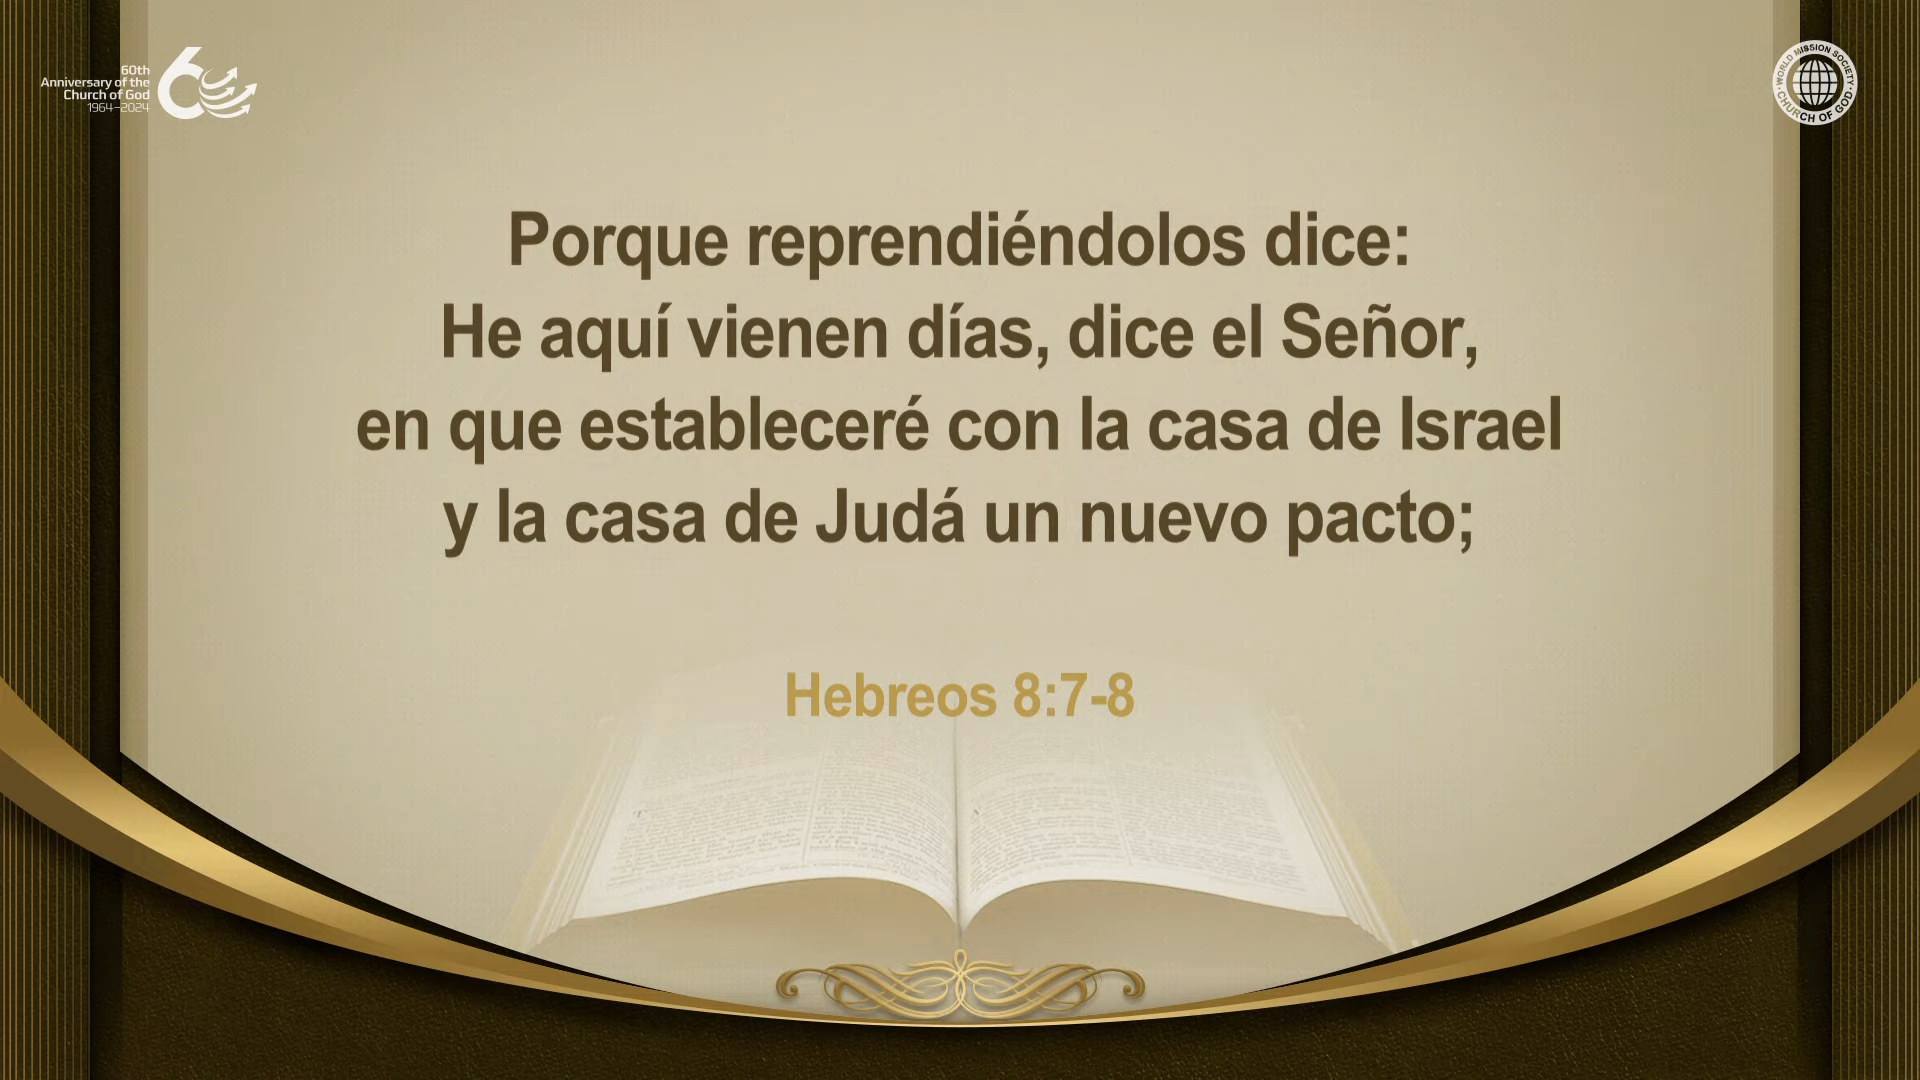 60th
Anniversary of the
Church of God
1964–2024
WORLD MISSION SOCIETY
CHURCH OF GOD
Porque reprendiéndolos dice:
He aquí vienen días, dice el Señor,
en que estableceré con la casa de Israel
y la casa de Judá un nuevo pacto;
Hebreos 8:7-8